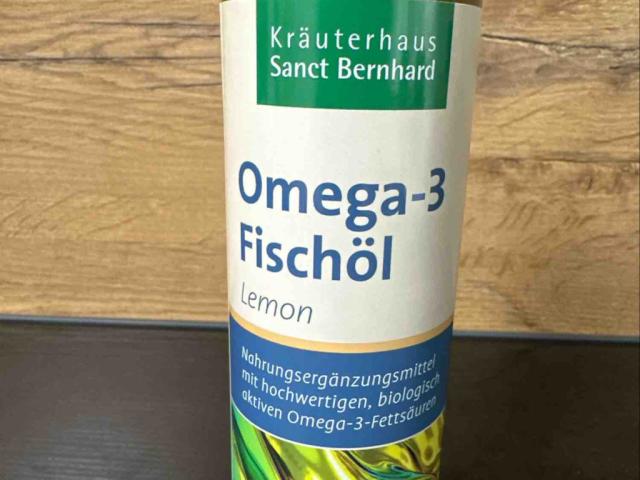 Kräuterhaus
Sanct Bernhard
Omega-3
Fischöl
Lemon
Nahrungsergänzungsmittel
mit hochwertigen, biologisch
aktiven Omega-3-Fettsäuren